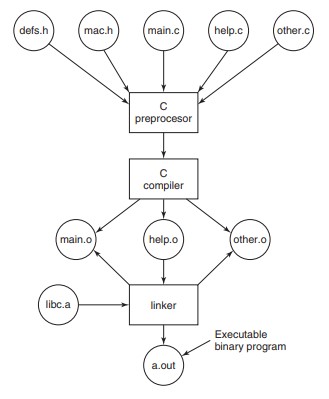 defs.h
mac.h
main.c
help.c
other.c
C
preprocesor
C
compiler
main.o
help.o
other.o
libc.a
linker
Executable
binary program
a.out